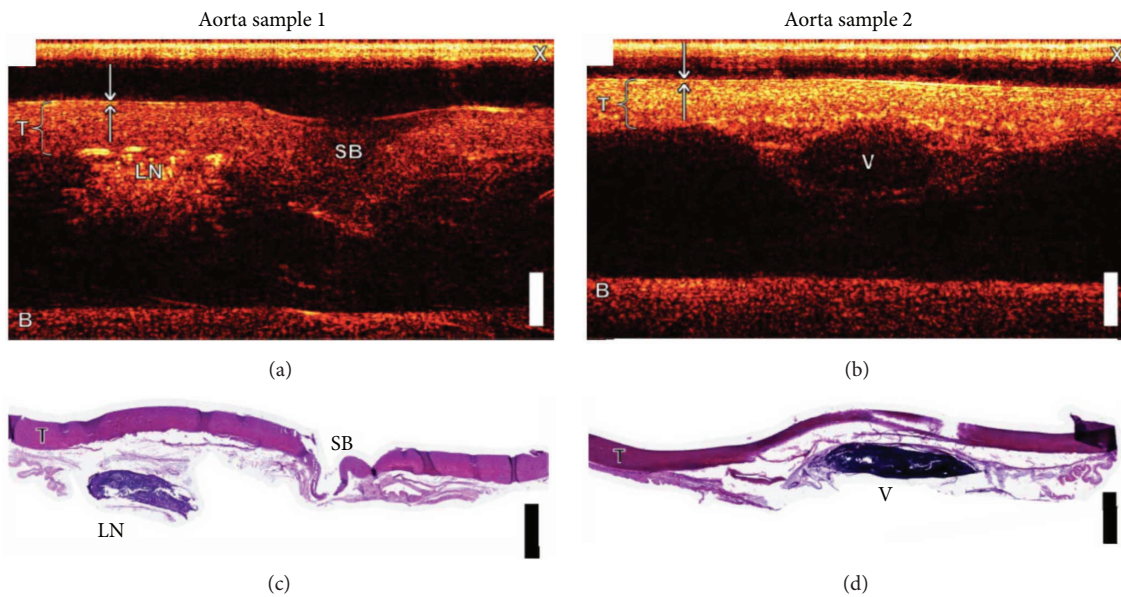 Aorta sample 1
Aorta sample 2
X
T
LN
SB
B
X
T
V
B
(a)
(b)
T
SB
LN
T
V
(c)
(d)